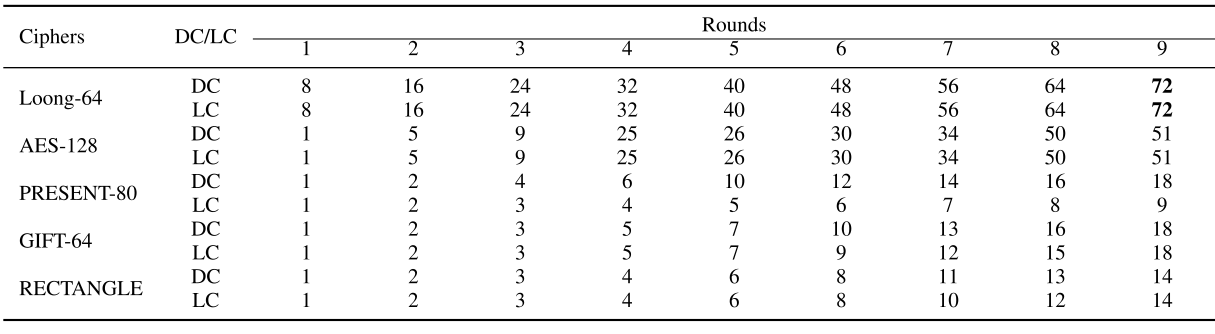 Ciphers DC/LC Rounds
1 2 3 4 5 6 7 8 9
Loong-64 DC 8 16 24 32 40 48 56 64 72
LC 8 16 24 32 40 48 56 64 72
AES-128 DC 1 5 9 25 26 30 34 50 51
LC 1 5 9 25 26 30 34 50 51
PRESENT-80 DC 1 2 4 6 10 12 14 16 18
LC 1 2 3 4 5 6 7 8 9
GIFT-64 DC 1 2 3 5 7 10 13 16 18
LC 1 2 3 5 7 9 12 15 18
RECTANGLE DC 1 2 3 4 6 8 11 13 14
LC 1 2 3 4 6 8 10 12 14